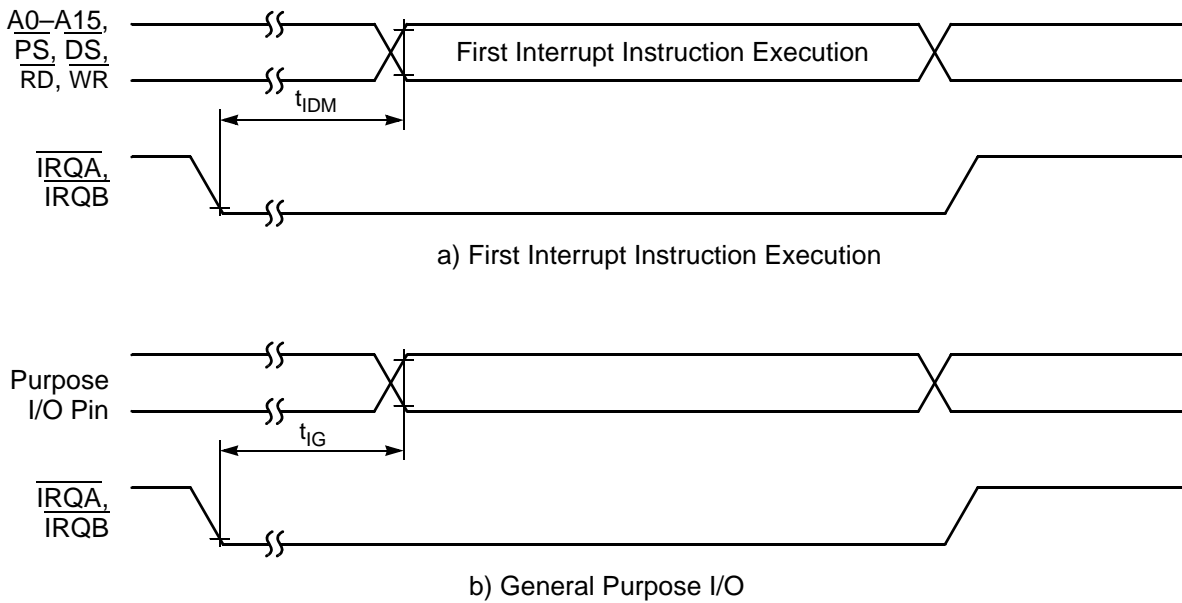 A0–A15,
PS, DS,
RD, WR
First Interrupt Instruction Execution
tIDM
IRQA,
IRQB
a) First Interrupt Instruction Execution
Purpose
I/O Pin
tIG
IRQA,
IRQB
b) General Purpose I/O